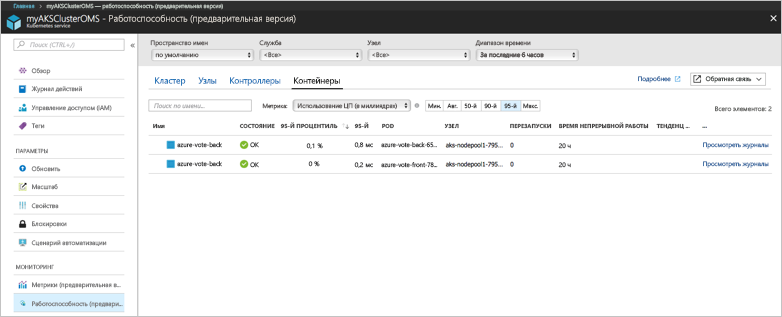 Главная > myAKSClusterOMS — работоспособность (предварительная версия)
myAKSClusterOMS - Работоспособность (предварительная версия)
Kubernetes service
Поиск (CTRL+/)
Обзор
Журнал действий
Управление доступом (IAM)
Теги
ПАРАМЕТРЫ
Обновить
Масштаб
Свойства
Блокировки
Сценарий автоматизации
МОНИТОРИНГ
Метрики (предварительная в...
Работоспособность (предвари...
Пространство имен Служба Узел Диапазон времени
по умолчанию <Все> <Все> За последние 6 часов
Кластер Узлы Контроллеры Контейнеры Подробнее Обратная связь
Поиск по имени... Метрика: Использование ЦП (в миллиядрах) Мин. Авг. 50-й 90-й 95-й Макс. Всего элементов: 2
Имя СОСТОЯНИЕ 95-Й ПРОЦЕНТИЛЬ 95-Й POD УЗЕЛ ПЕРЕЗАПУСКИ ВРЕМЯ НЕПРЕРЫВНОЙ РАБОТЫ ТЕНДЕНЦ ... ...
azure-vote-back OK 0,1 % 0,8 мс azure-vote-back-65... aks-nodepool1-795... 0 20 ч Просмотреть журналы
azure-vote-back OK 0 % 0,2 мс azure-vote-front-78... aks-nodepool1-795... 0 20 ч Просмотреть журналы